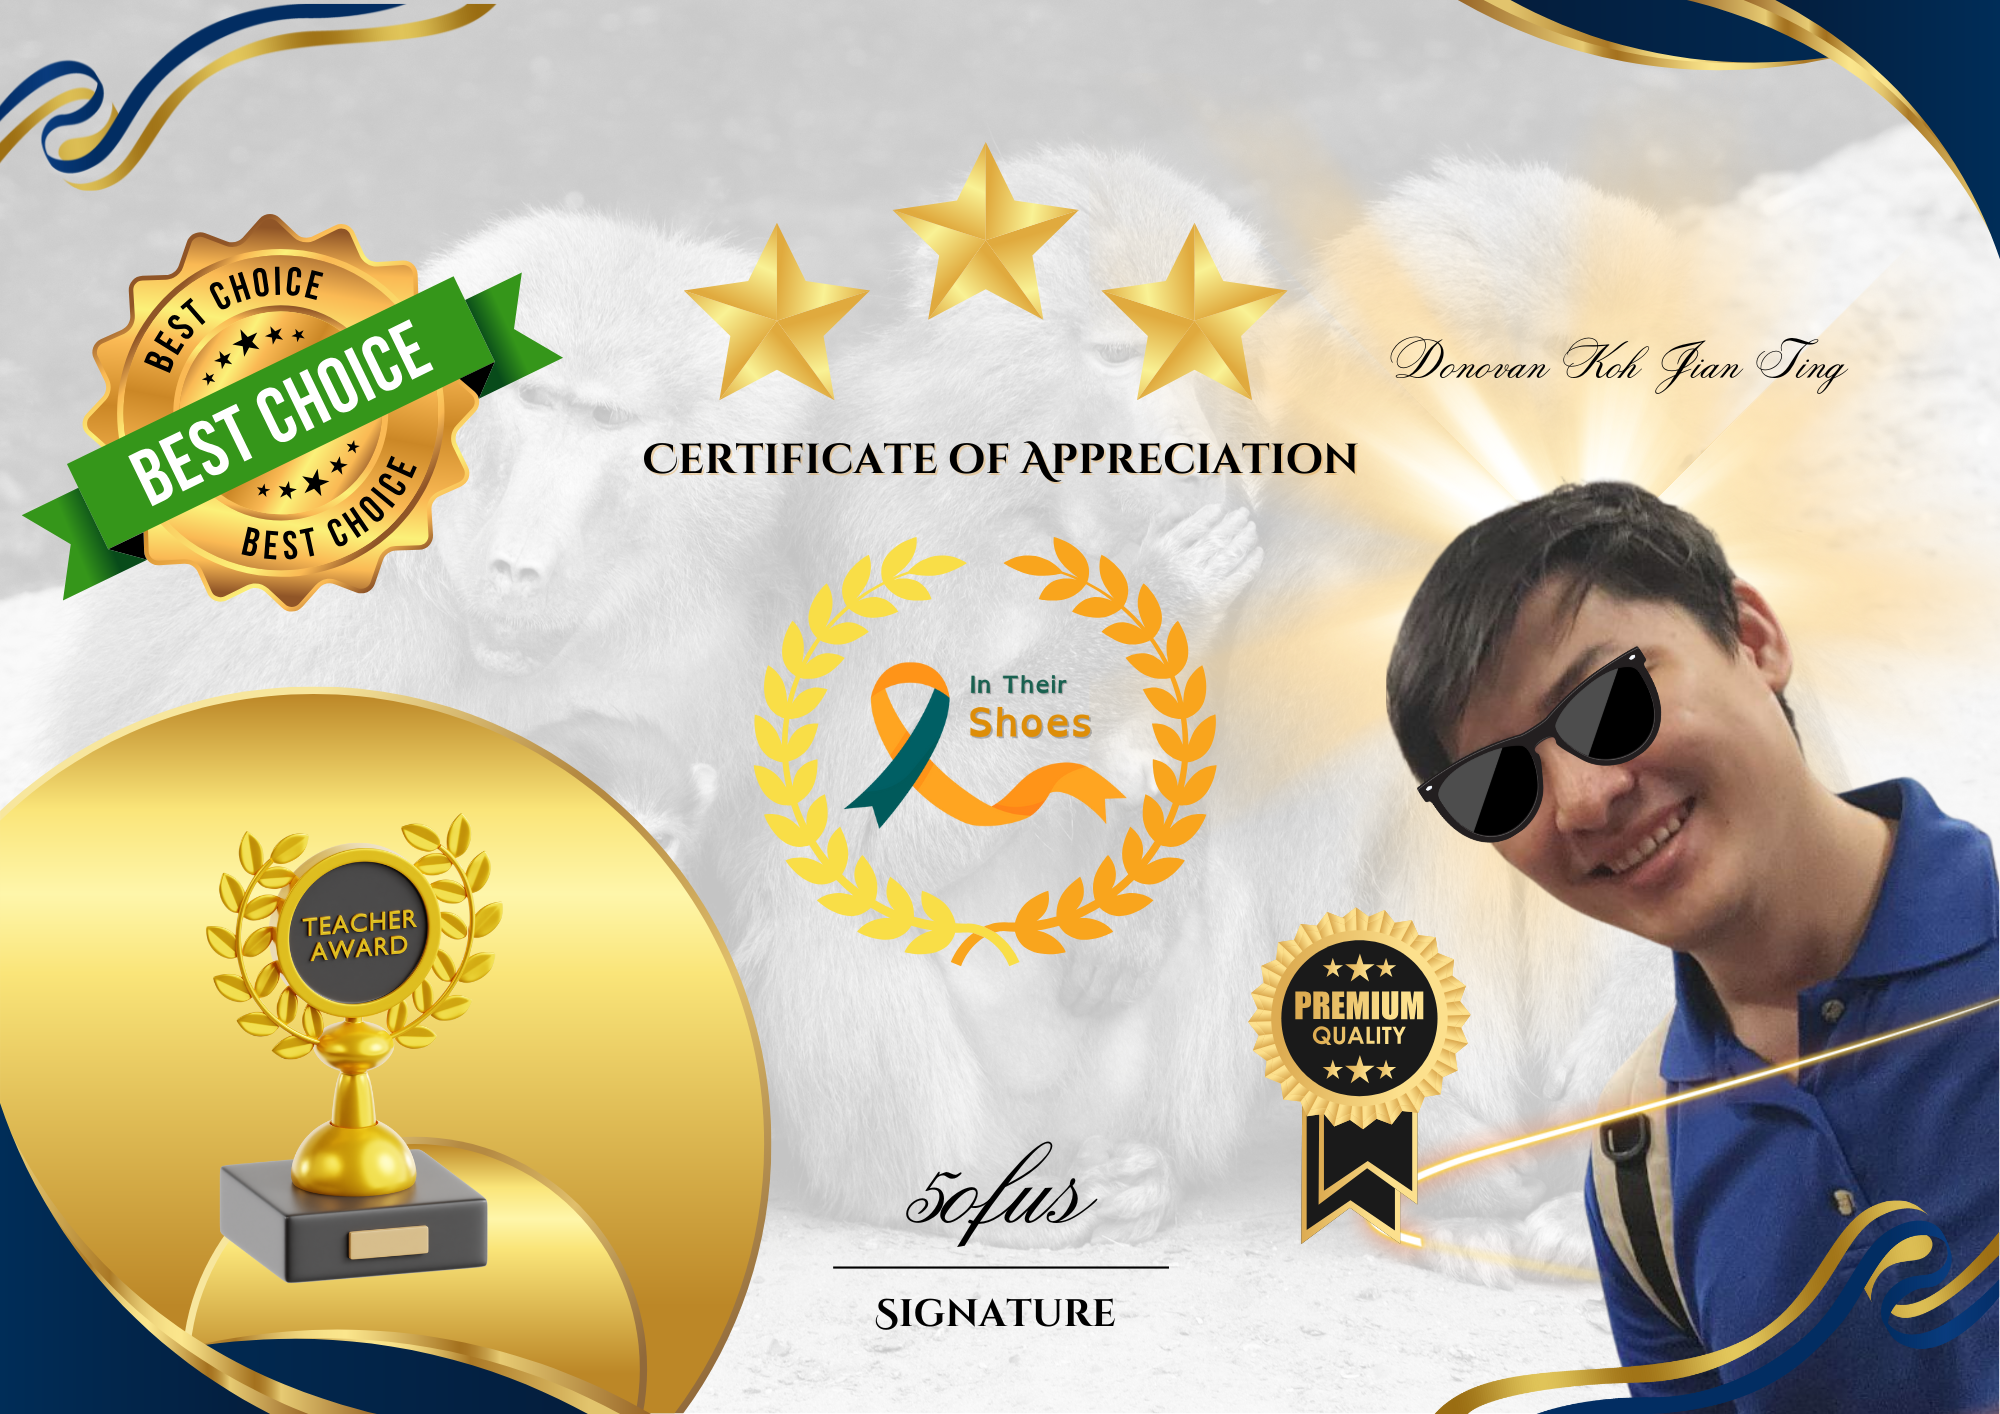 BEST CHOICE
BEST CHOICE
BEST CHOICE
Donovan Koh Jian Ting
Certificate of Appreciation
In Their
Shoes
TEACHER
AWARD
PREMIUM
QUALITY
5ofus
Signature